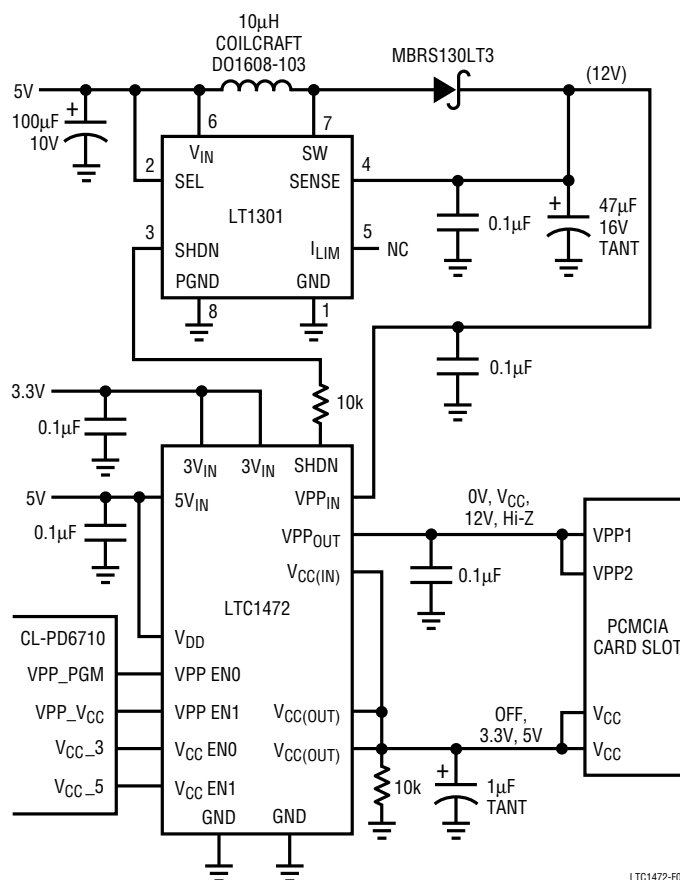 10µH
COILCRAFT
DO1608-103
MBRS130LT3
5V
(12V)
+
100µF
10V
6
7
VIN
SW
2
SEL
SENSE
4
LT1301
3
SHDN
ILIM
5
NC
PGND
GND
8
1
0.1µF
+
47µF
16V
TANT
0.1µF
3.3V
10k
0.1µF
3VIN
3VIN
SHDN
5V
5VIN
VPPIN
0.1µF
VPPOUT
0V, VCC,
12V, Hi-Z
VPP1
VCC(IN)
0.1µF
VPP2
LTC1472
PCMCIA
CARD SLOT
CL-PD6710
VDD
VPP_PGM
VPP EN0
VPP_VCC
VPP EN1
VCC(OUT)
OFF,
3.3V, 5V
VCC
VCC_3
VCC EN0
VCC(OUT)
VCC
VCC_5
VCC EN1
10k
+
1µF
TANT
GND
GND